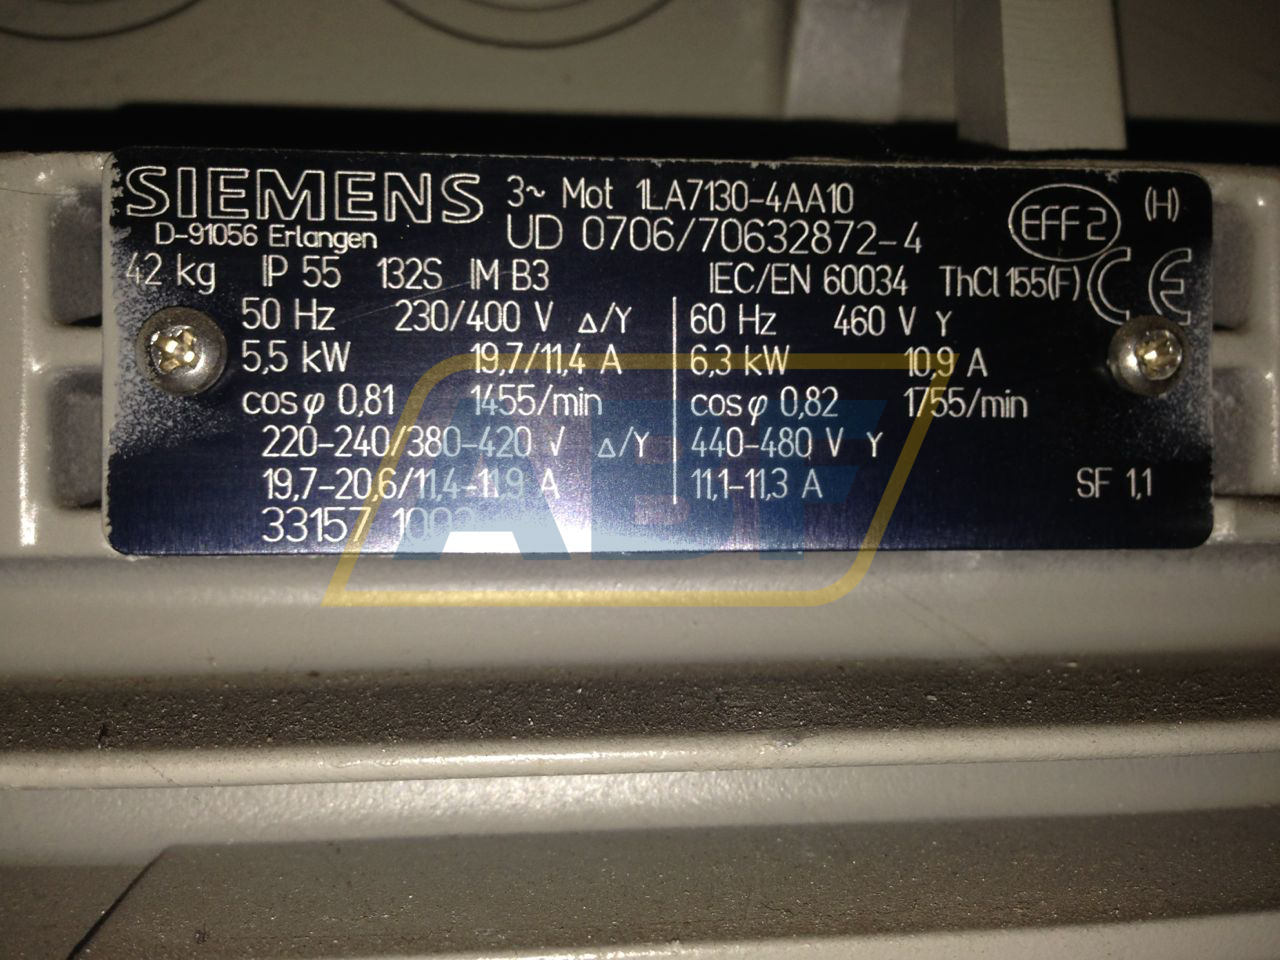 SIEMENS 3~ Mot 1LA7130-4AA10
D-91056 Erlangen UD 0706/70632872-4 EFF2 (H)
42 kg IP 55 132S IM B3 IEC/EN 60034 ThCl 155(F) CE
50 Hz 230/400 V Δ/Y 60 Hz 460 V Y
5,5 kW 19,7/11,4 A 6,3 kW 10,9 A
cosφ 0,81 1455/min cosφ 0,82 1755/min
220-240/380-420 V Δ/Y 440-480 V Y
19,7-20,6/11,4-11,9 A 11,1-11,3 A SF 1,1
33157
ABF